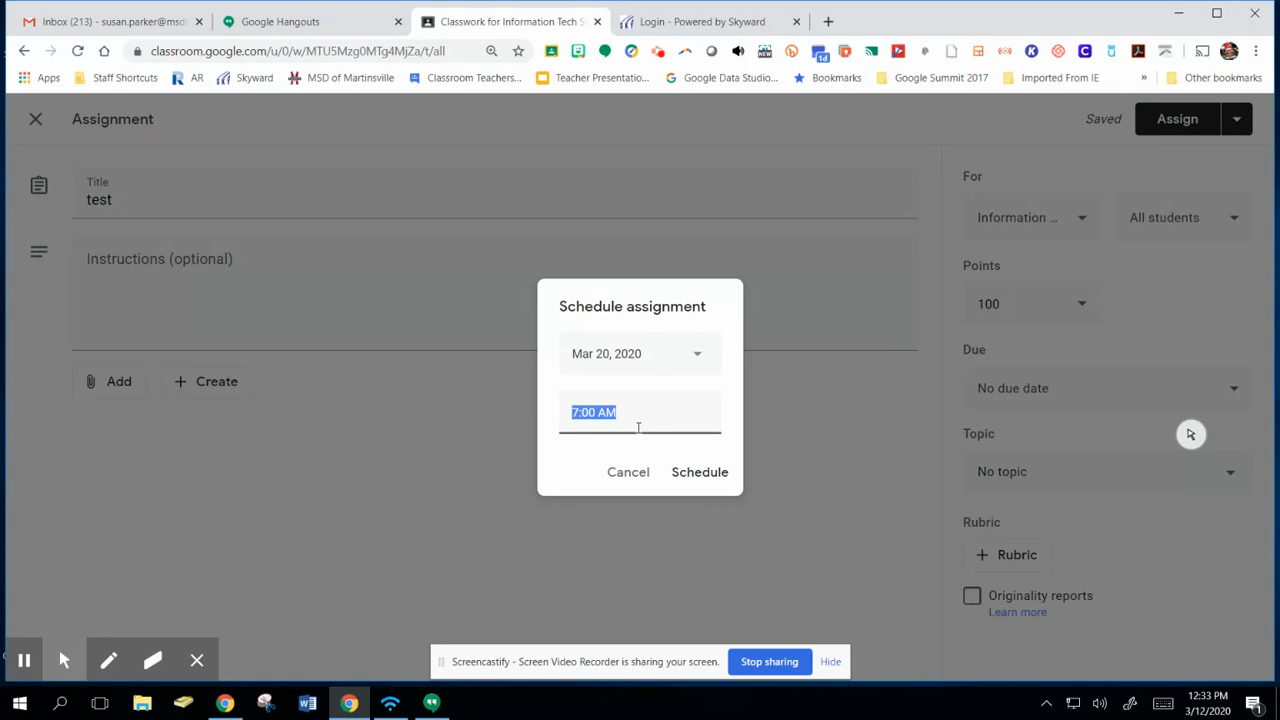 Inbox (213) - susan.parker@msd
Google Hangouts
Classwork for Information Tech S
Login - Powered by Skyward
classroom.google.com/u/0/w/MTU5Mzg0MTg4MjZa/t/all
1d
Apps
Staff Shortcuts
AR
Skyward
MSD of Martinsville
Classroom Teachers...
Teacher Presentatio...
Google Data Studio...
Bookmarks
Google Summit 2017
Imported From IE
»
Other bookmarks
Assignment
Saved
Assign
Title
test
Instructions (optional)
Add
Create
For
Information ...
All students
Points
100
Due
No due date
Topic
No topic
Rubric
Rubric
Originality reports
Learn more
Schedule assignment
Mar 20, 2020
7:00 AM
Cancel
Schedule
Screencastify - Screen Video Recorder is sharing your screen.
Stop sharing
Hide
12:33 PM
3/12/2020
1